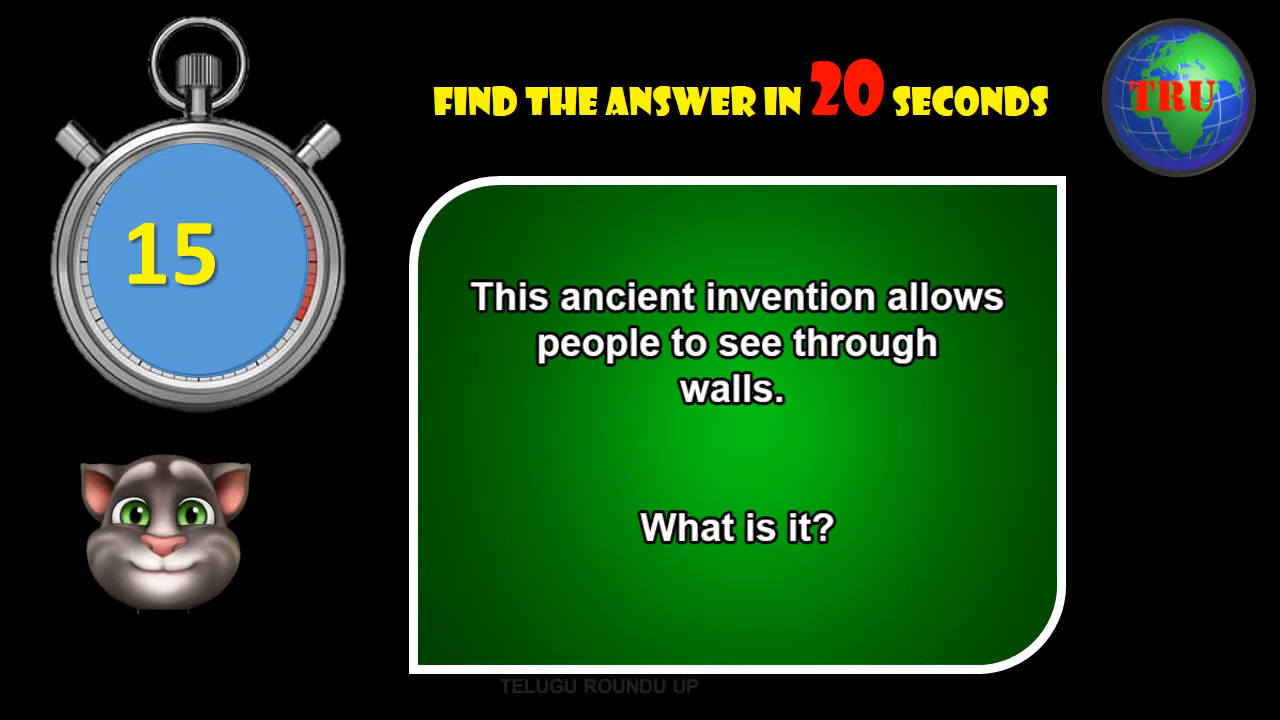 FIND THE ANSWER IN 20 SECONDS
TRU
15
This ancient invention allows
people to see through
walls.
What is it?
TELUGU ROUNDU UP